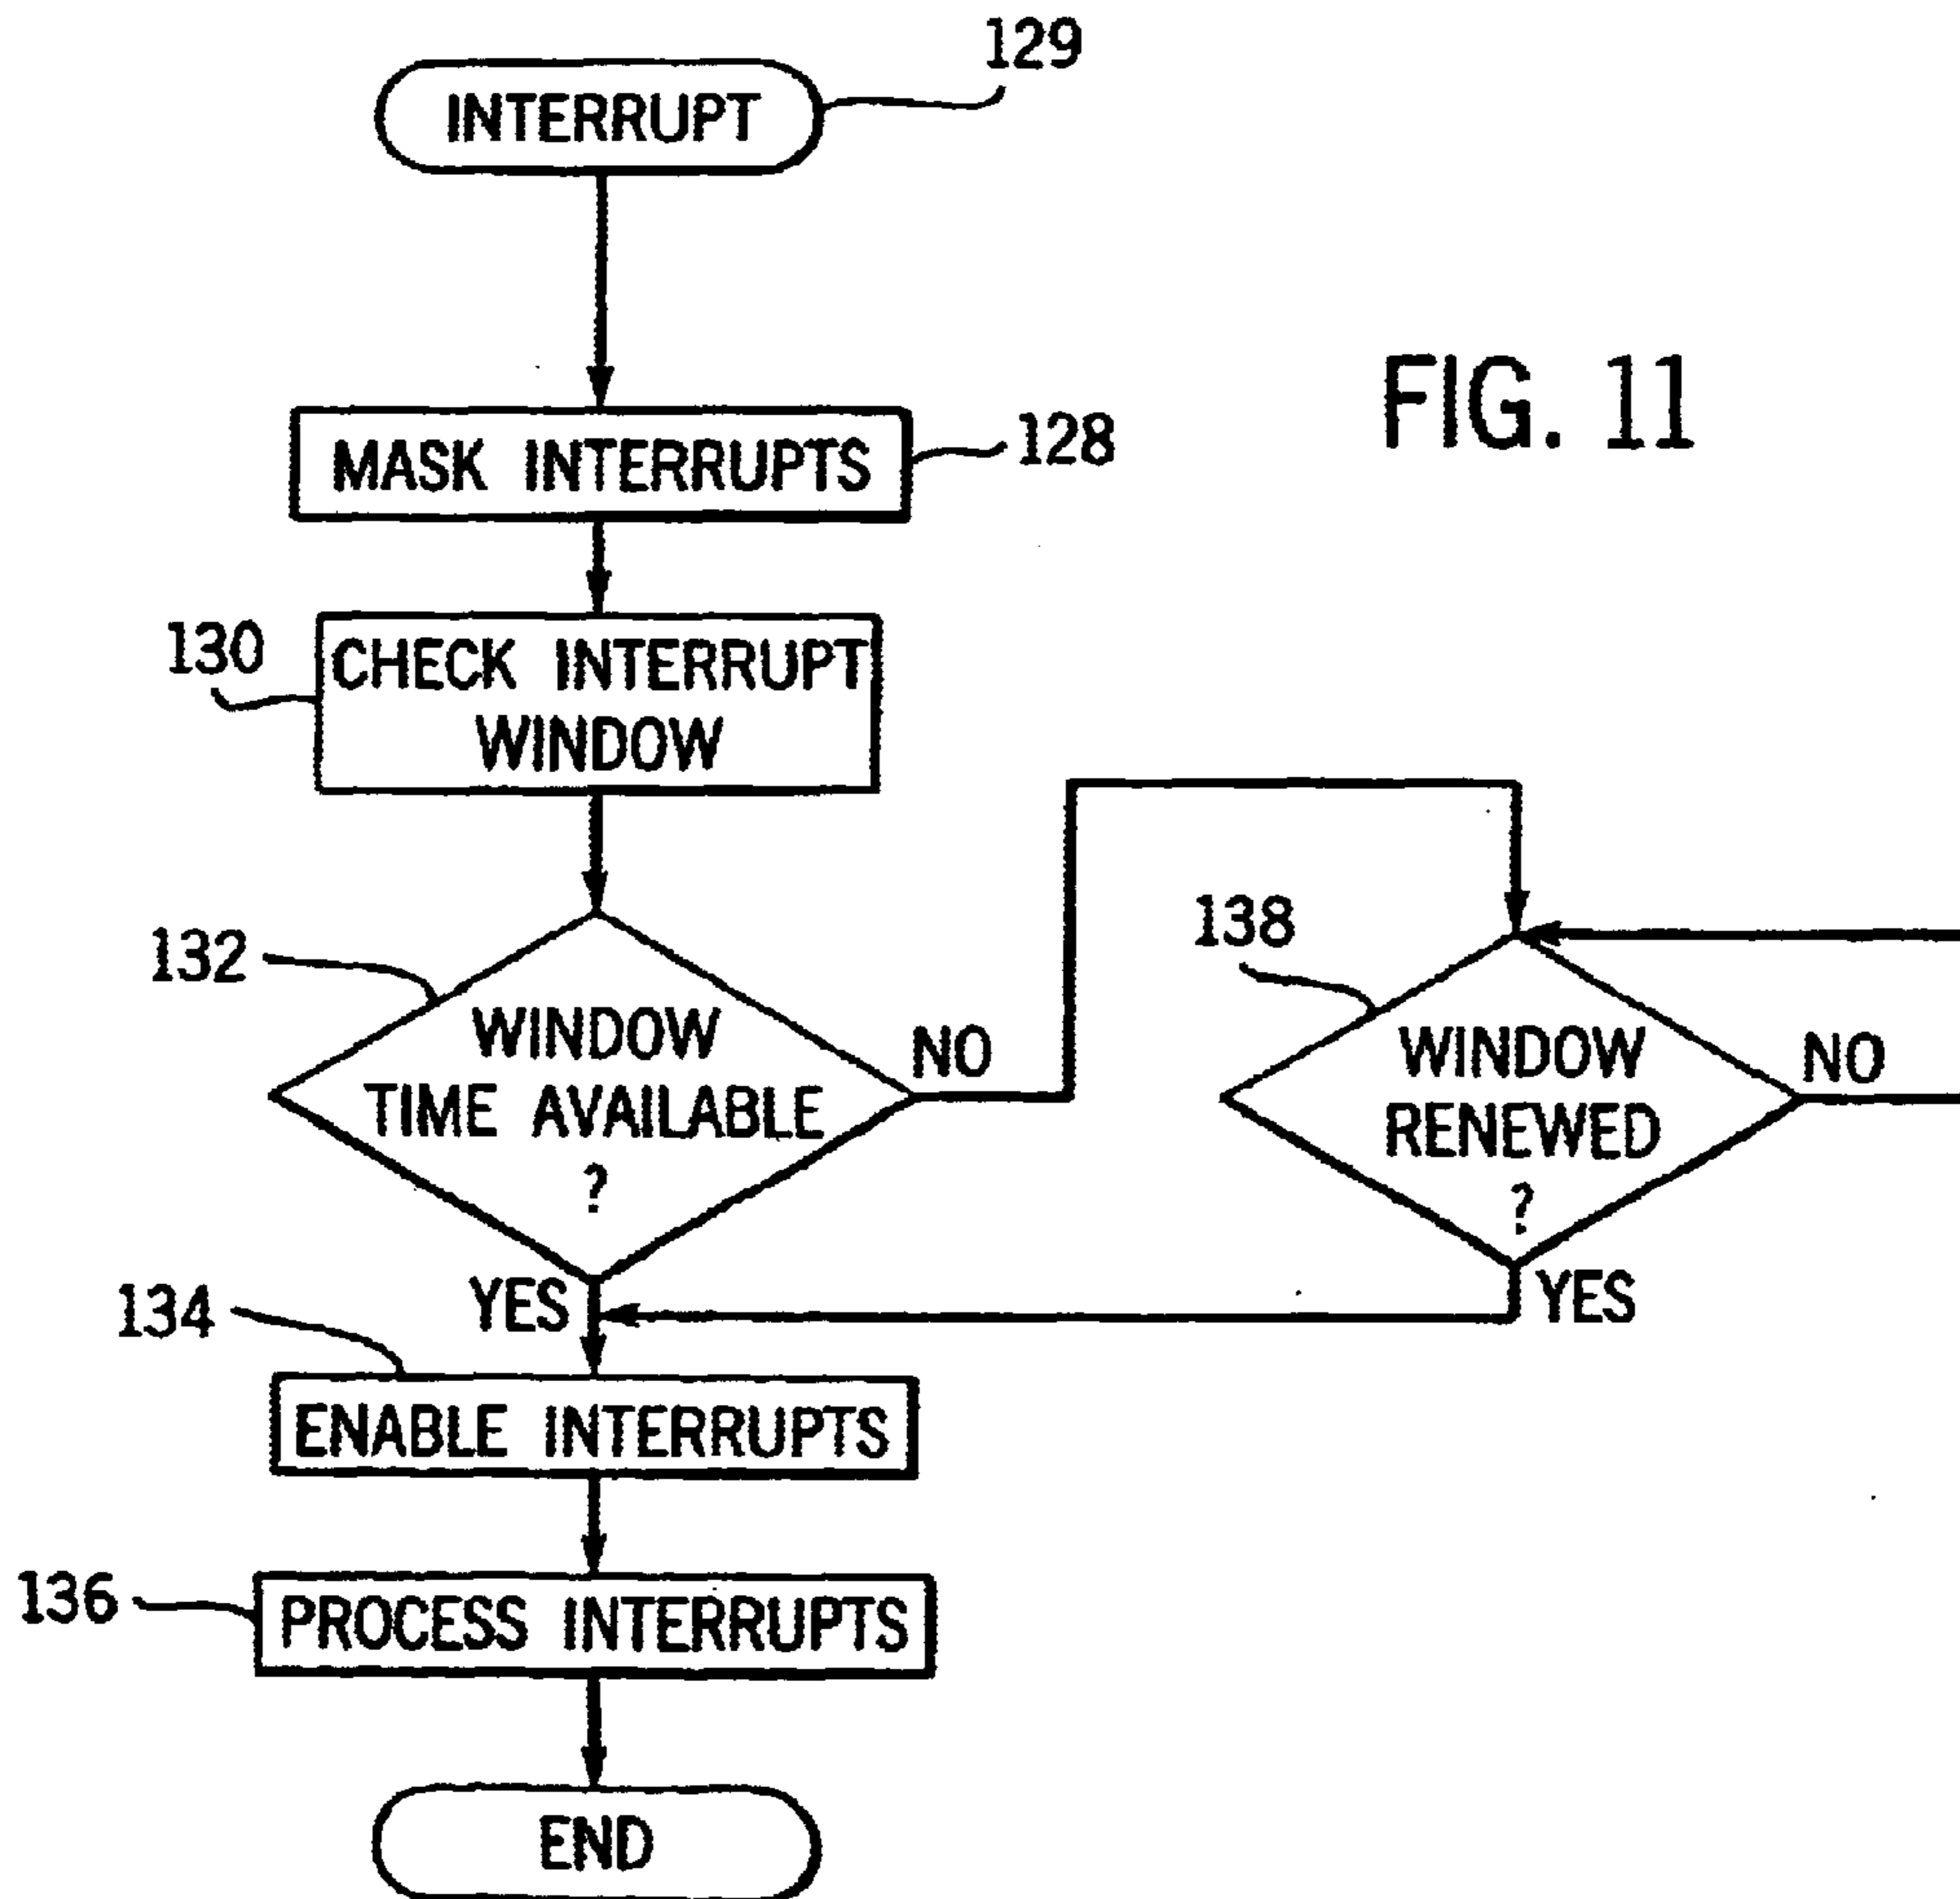 129
INTERRUPT
FIG. 11
MASK INTERRUPTS
128
130
CHECK INTERRUPT
WINDOW
132
WINDOW
TIME AVAILABLE
?
NO
138
WINDOW
RENEWED
?
NO
YES
YES
134
ENABLE INTERRUPTS
136
PROCESS INTERRUPTS
END